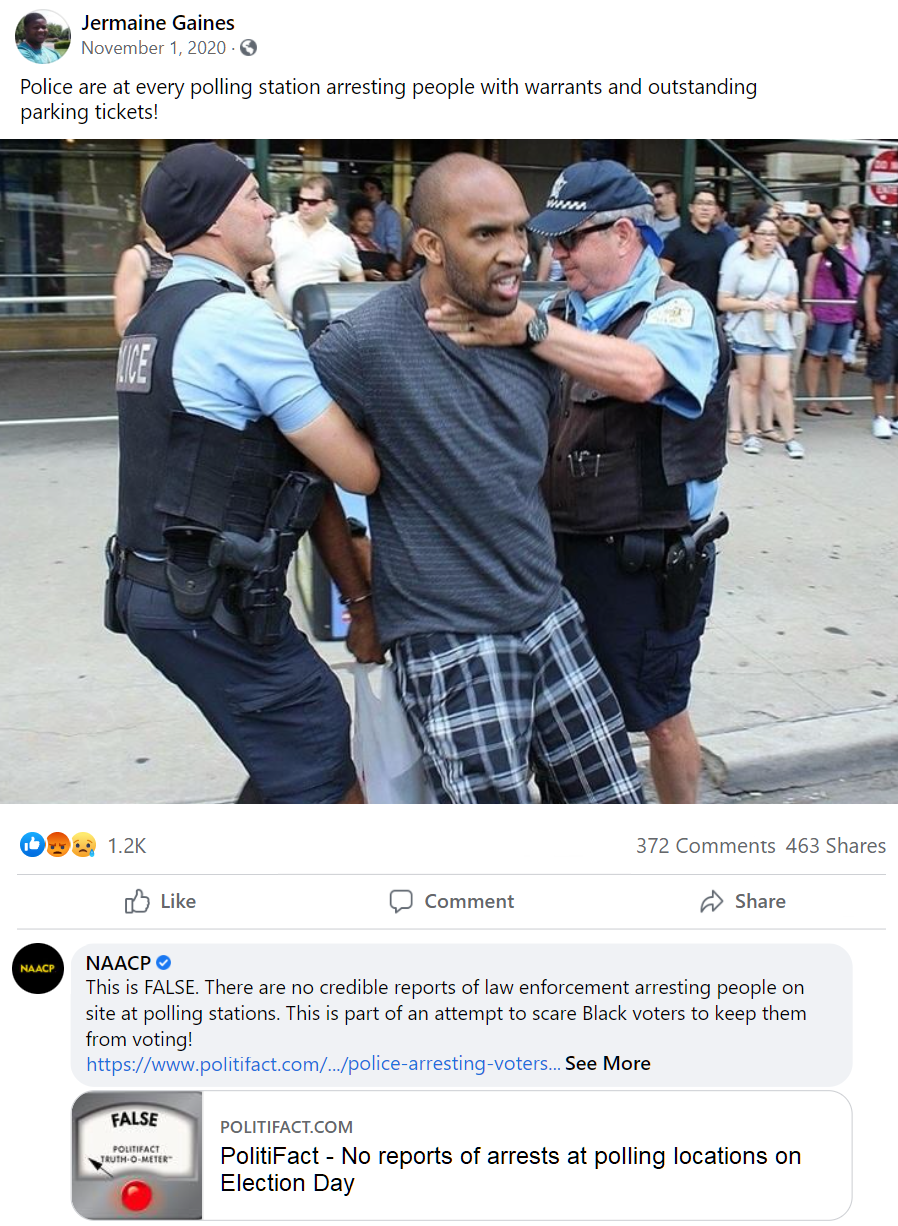 Jermaine Gaines
November 1, 2020 ·
Police are at every polling station arresting people with warrants and outstanding
parking tickets!
LICE
1.2K
372 Comments 463 Shares
Like
Comment
Share
NAACP
NAACP
This is FALSE. There are no credible reports of law enforcement arresting people on
site at polling stations. This is part of an attempt to scare Black voters to keep them
from voting!
https://www.politifact.com/.../police-arresting-voters... See More
FALSE
POLITIFACT
TRUTH-O-METER™
POLITIFACT.COM
PolitiFact - No reports of arrests at polling locations on
Election Day